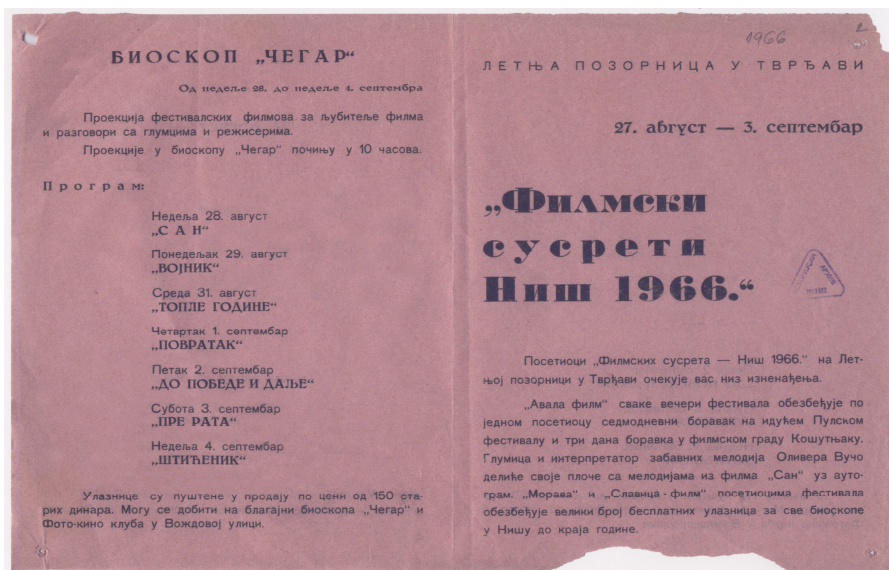 БИОСКОП „ЧЕГАР“
Од недеље 28. до недеље 4. септембра
Пројекција фестивалских филмова за љубитеље филма
и разговори са глумцима и режисерима.
Пројекције у биоскопу „Чегар“ почињу у 10 часова.
Програм:
Недеља 28. август
„САН“
Понедељак 29. август
„ВОЈНИК“
Среда 31. август
„ТОПЛЕ ГОДИНЕ“
Четвртак 1. септембар
„ПОВРАТАК“
Петак 2. септембар
„ДО ПОБЕДЕ И ДАЉЕ“
Субота 3. септембар
„ПРЕ РАТА“
Недеља 4. септембар
„ШТИЋЕНИК“
Улазнице су пуштене у продају по цени од 150 ста-
рих динара. Могу се добити на благајни биоскопа „Чегар“ и
Фото-кино клуба у Вождовој улици.
1966
2
ЛЕТЊА ПОЗОРНИЦА У ТВРЂАВИ
27. август — 3. септембар
„Филмски
сусрети
Ниш 1966.“
Посетиоци „Филмских сусрета — Ниш 1966.“ на Лет-
њој позорници у Тврђави очекује вас низ изненађења.
„Авала филм“ сваке вечери фестивала обезбеђује по
једном посетиоцу седмодневни боравак на идућем Пулском
фестивалу и три дана боравка у филмском граду Кошутњаку.
Глумица и интерпретатор забавних мелодија Оливера Вучо
делиће своје плоче са мелодијама из филма „Сан“ уз ауто-
грам. „Морава“ и „Славица - филм“ посетиоцима фестивала
обезбеђује велики број бесплатних улазница за све биоскопе
у Нишу до краја године.